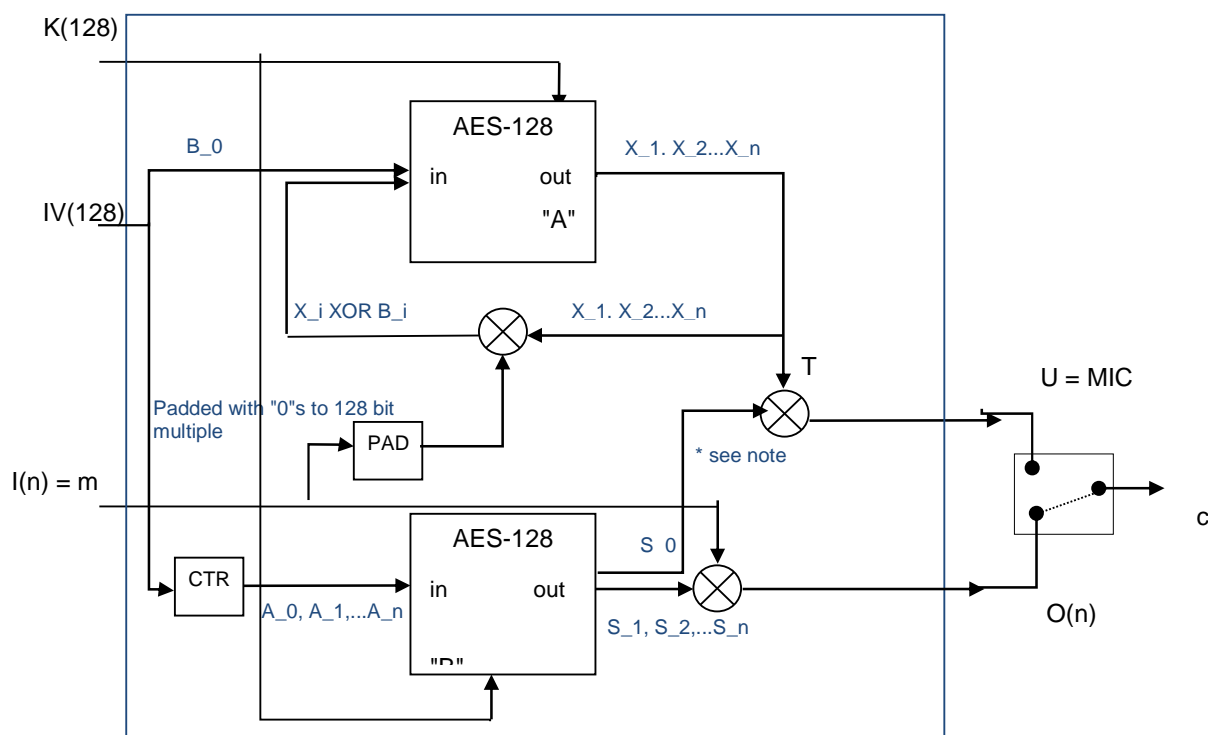 K(128)
AES-128
B_0
X_1. X_2...X_n
in
out
IV(128)
"A"
X_i XOR B_i
X_1. X_2...X_n
T
U = MIC
Padded with "0"s to 128 bit
multiple
PAD
* see note
I(n) = m
c
AES-128
S_0
CTR
in
out
A_0, A_1,...A_n
S_1, S_2,...S_n
O(n)